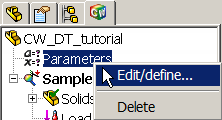 CW_DT_tutorial
Parameters
Edit/define...
Sample
Solids
Delete
Load